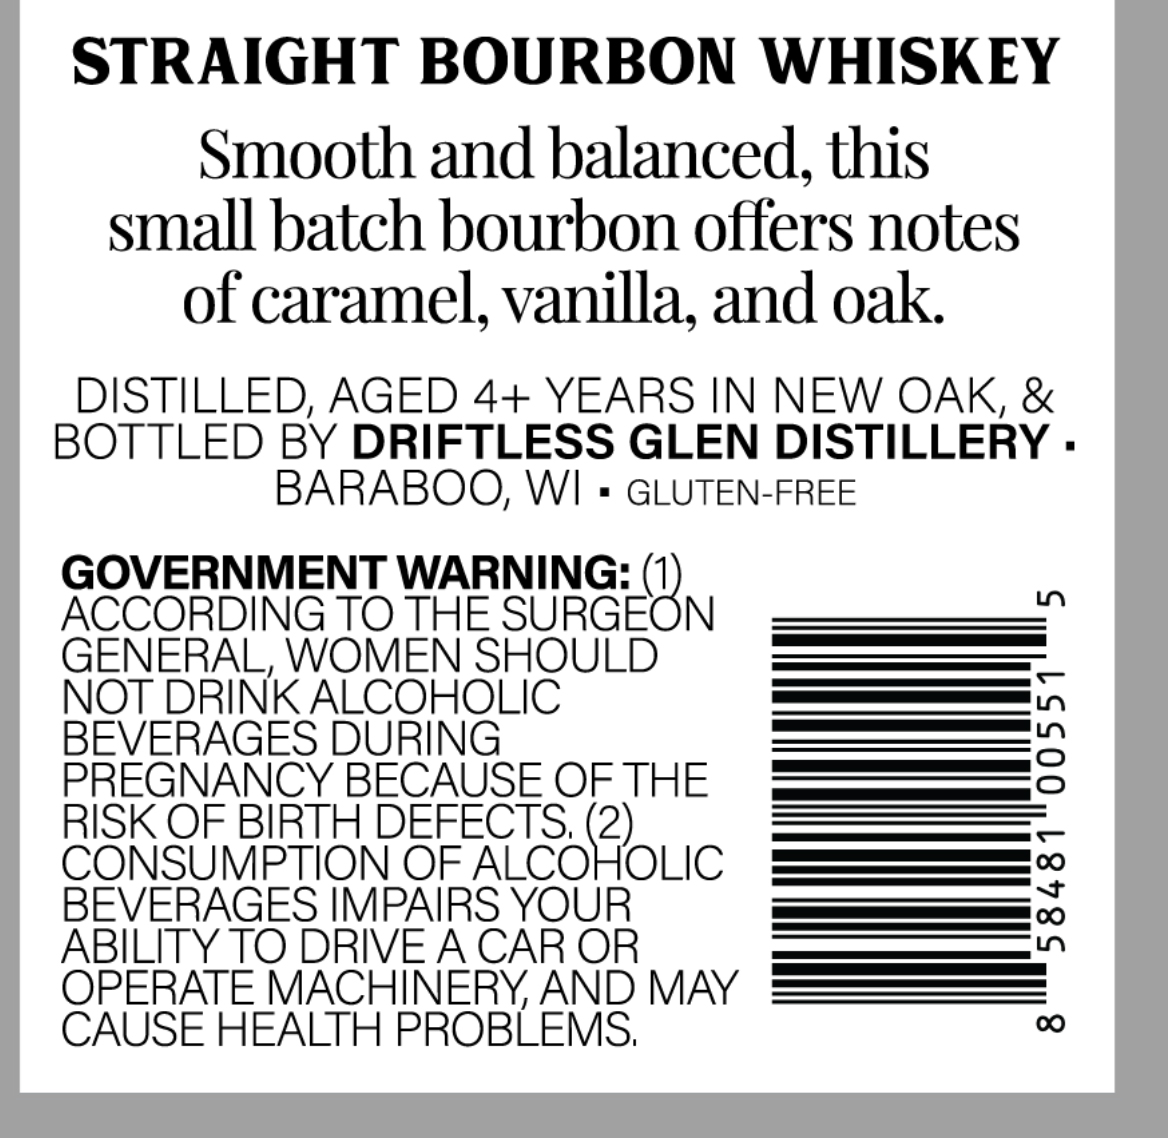 STRAIGHT BOURBON WHISKEY
Smooth and balanced, this
small batch bourbon offers notes
of caramel, vanilla, and oak.
DISTILLED, AGED 4+ YEARS IN NEW OAK, &
BOTTLED BY DRIFTLESS GLEN DISTILLERY ▪
BARABOO, WI ▪ GLUTEN-FREE
GOVERNMENT WARNING: (1)
ACCORDING TO THE SURGEON
GENERAL, WOMEN SHOULD
NOT DRINK ALCOHOLIC
BEVERAGES DURING
PREGNANCY BECAUSE OF THE
RISK OF BIRTH DEFECTS. (2)
CONSUMPTION OF ALCOHOLIC
BEVERAGES IMPAIRS YOUR
ABILITY TO DRIVE A CAR OR
OPERATE MACHINERY, AND MAY
CAUSE HEALTH PROBLEMS.
8 58481 00551 5